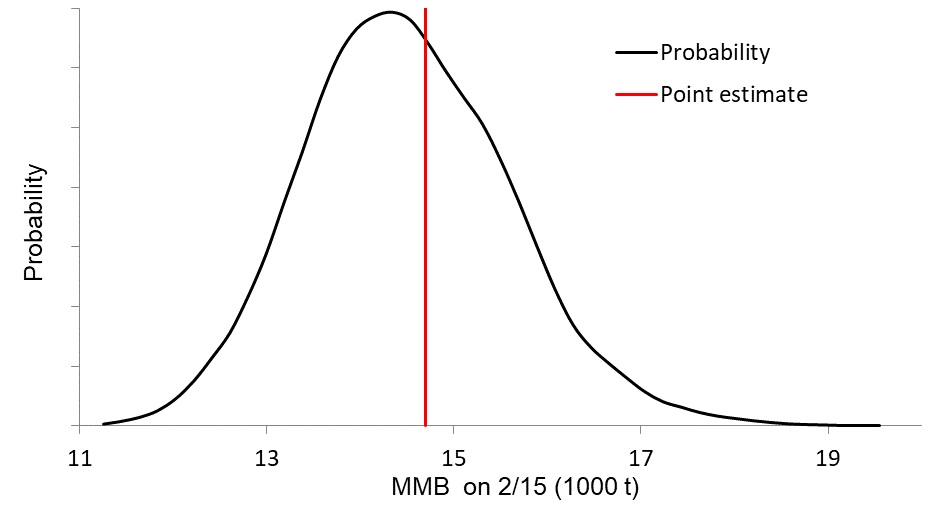 Probability
Point estimate
Probability
11 13 15 17 19
MMB on 2/15 (1000 t)